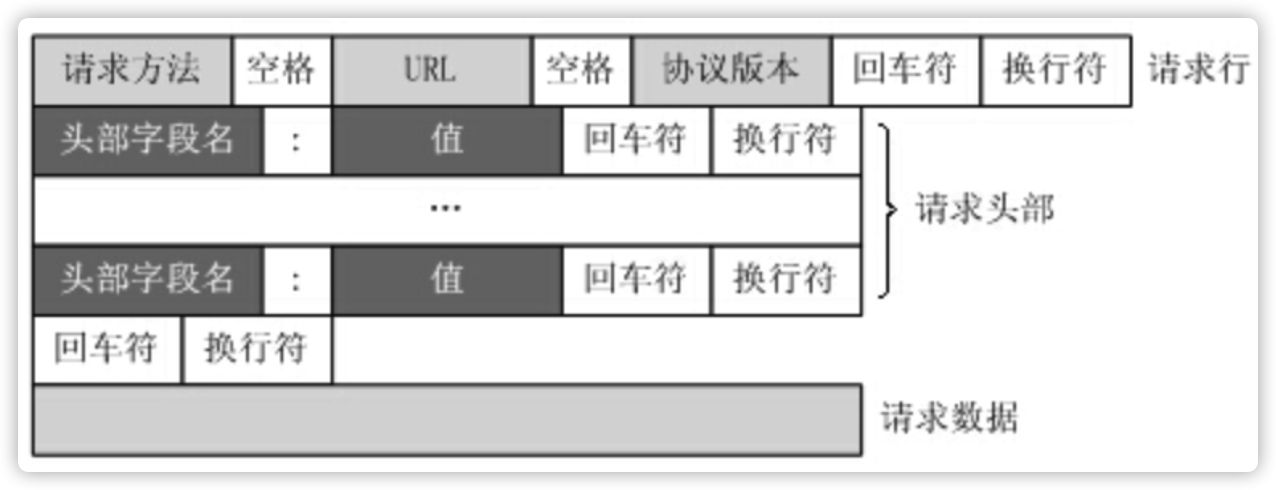 请求方法 空格 URL 空格 协议版本 回车符 换行符 请求行
头部字段名 : 值 回车符 换行符
… 请求头部
头部字段名 : 值 回车符 换行符
回车符 换行符
请求数据